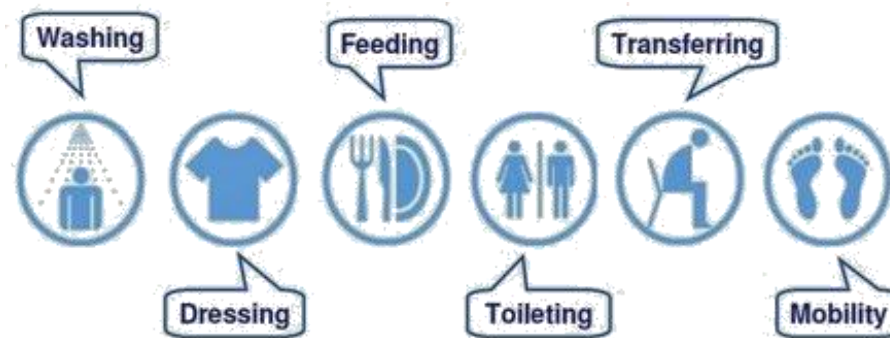 Washing
Feeding
Transferring
Dressing
Toileting
Mobility